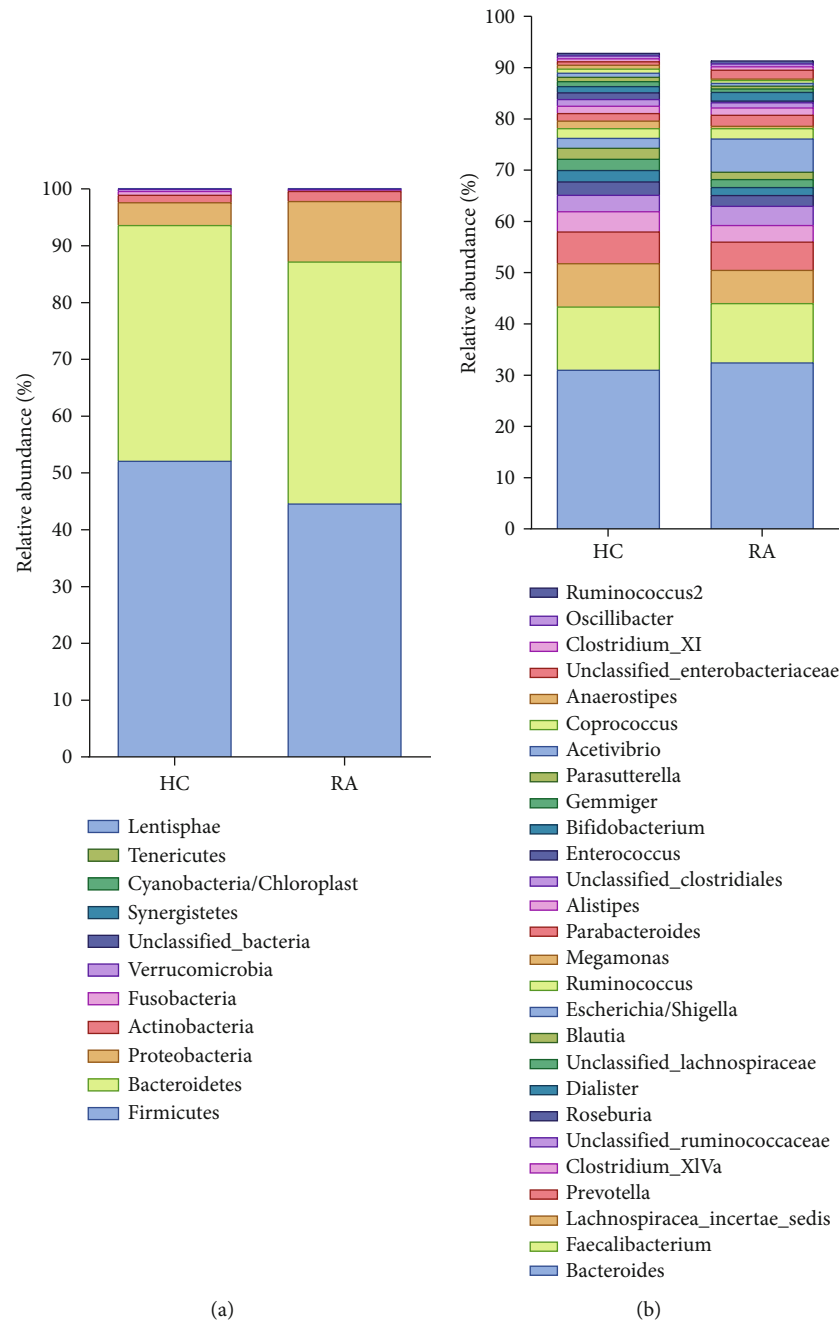 Relative abundance (%)
100
90
80
70
60
50
40
30
20
10
0
HC
RA
Lentisphae
Tenericutes
Cyanobacteria/Chloroplast
Synergistetes
Unclassified_bacteria
Verrucomicrobia
Fusobacteria
Actinobacteria
Proteobacteria
Bacteroidetes
Firmicutes
(a)
Relative abundance (%)
100
90
80
70
60
50
40
30
20
10
0
HC
RA
Ruminococcus2
Oscillibacter
Clostridium_XI
Unclassified_enterobacteriaceae
Anaerostipes
Coprococcus
Acetivibrio
Parasutterella
Gemmiger
Bifidobacterium
Enterococcus
Unclassified_clostridiales
Alistipes
Parabacteroides
Megamonas
Ruminococcus
Escherichia/Shigella
Blautia
Unclassified_lachnospiraceae
Dialister
Roseburia
Unclassified_ruminococcaceae
Clostridium_XlVa
Prevotella
Lachnospiracea_incertae_sedis
Faecalibacterium
Bacteroides
(b)